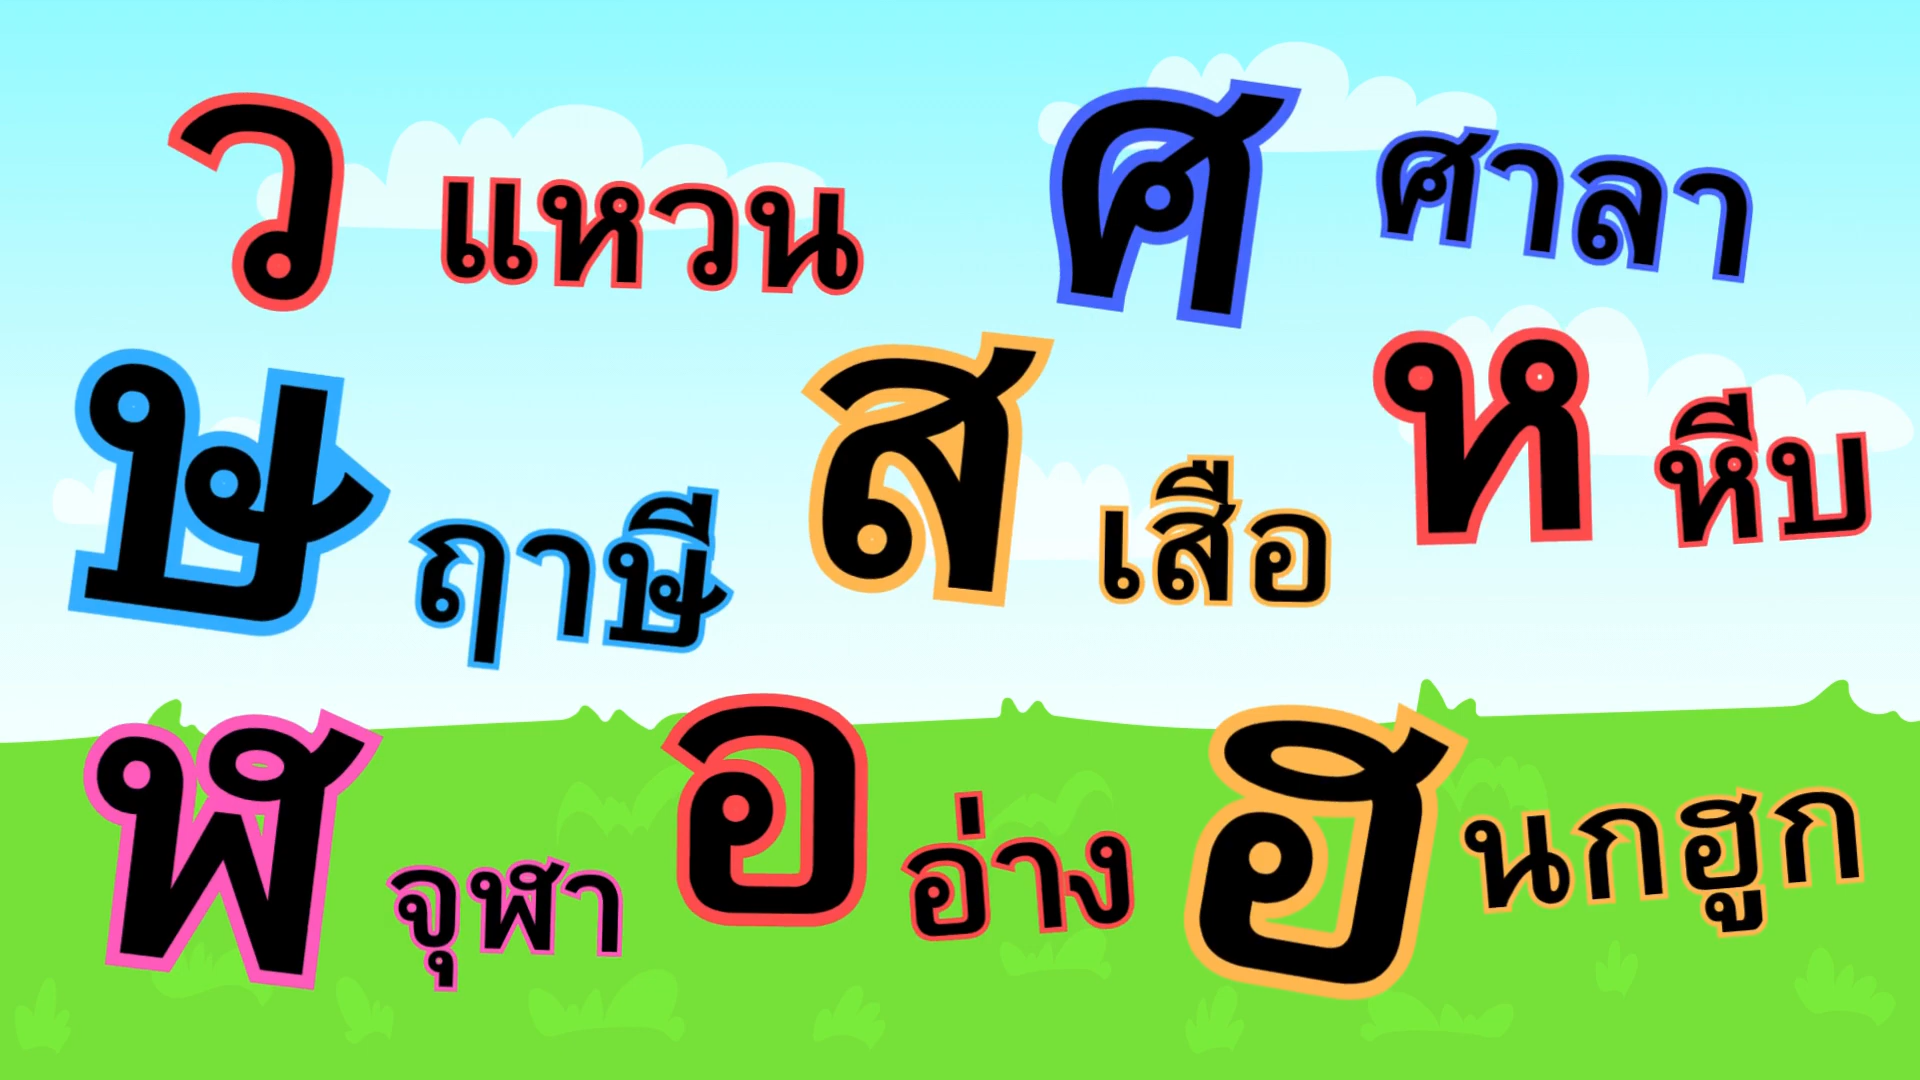 ว แหวน ศ ศาลา
ษ ฤาษี ส เสือ ห หีบ
ฬ จุฬา อ อ่าง ฮ นกฮูก